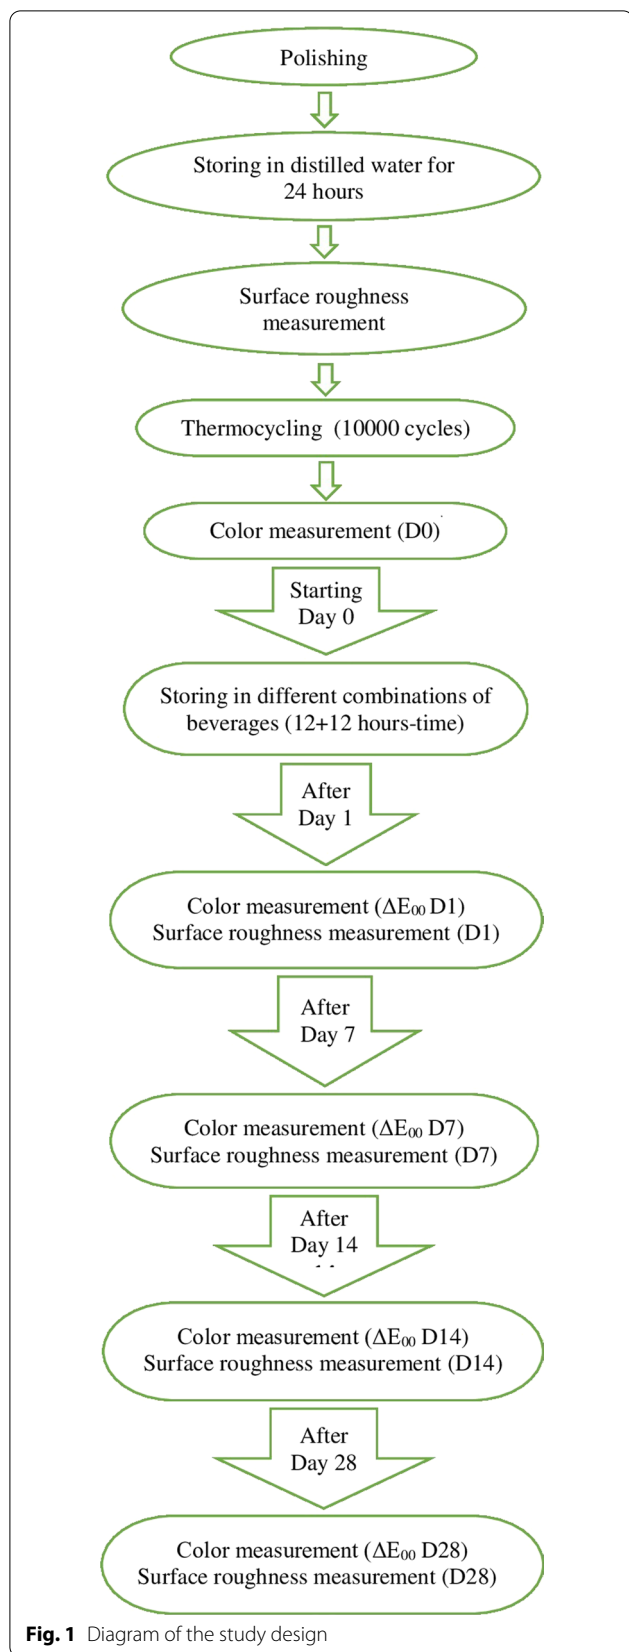 Polishing
Storing in distilled water for
24 hours
Surface roughness
measurement
Thermocycling (10000 cycles)
Color measurement (D0)
Starting
Day 0
Storing in different combinations of
beverages (12+12 hours-time)
After
Day 1
Color measurement (ΔE₀₀ D1)
Surface roughness measurement (D1)
After
Day 7
Color measurement (ΔE₀₀ D7)
Surface roughness measurement (D7)
After
Day 14
Color measurement (ΔE₀₀ D14)
Surface roughness measurement (D14)
After
Day 28
Color measurement (ΔE₀₀ D28)
Surface roughness measurement (D28)
Fig. 1 Diagram of the study design